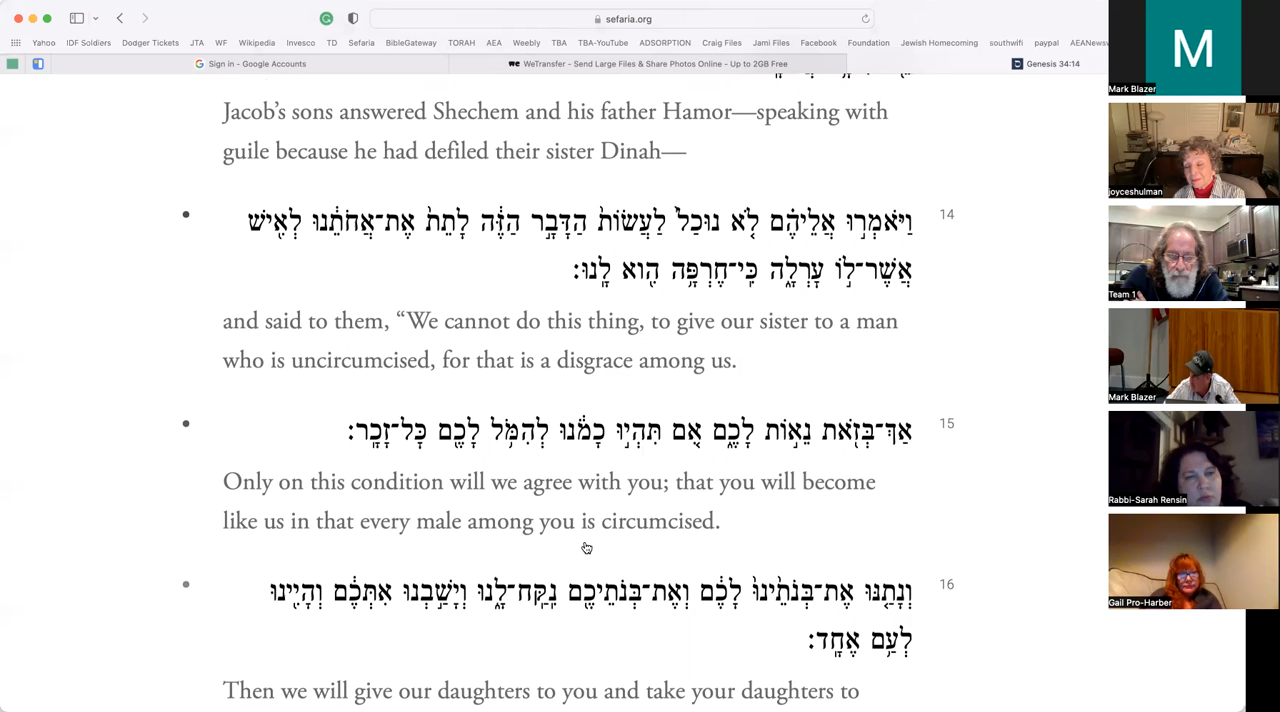 sefaria.org
Yahoo IDF Soldiers Dodger Tickets JTA WF Wikipedia Invesco TD Sefaria BibleGateway TORAH AEA Weebly TBA TBA-YouTube ADSORPTION Craig Files Jami Files Facebook Foundation Jewish Homecoming southwifi paypal AEANews
Sign in - Google Accounts
WeTransfer - Send Large Files & Share Photos Online - Up to 2GB Free
Genesis 34:14
Jacob’s sons answered Shechem and his father Hamor—speaking with
guile because he had defiled their sister Dinah—
14
וַיֹּאמְר֣וּ אֲלֵיהֶ֗ם לֹ֤א נוּכַל֙ לַעֲשׂוֹת֙ הַדָּבָ֣ר הַזֶּ֔ה לָתֵת֙ אֶת־אֲחֹתֵ֔נוּ לְאִ֖ישׁ
אֲשֶׁר־ל֣וֹ עׇרְלָ֑ה כִּֽי־חֶרְפָּ֥ה הִ֖וא לָֽנוּ׃
and said to them, “We cannot do this thing, to give our sister to a man
who is uncircumcised, for that is a disgrace among us.
15
אַךְ־בְּזֹ֖את נֵא֣וֹת לָכֶ֑ם אִ֚ם תִּהְי֣וּ כָמֹ֔נוּ לְהִמֹּ֥ל לָכֶ֖ם כׇּל־זָכָֽר׃
Only on this condition will we agree with you; that you will become
like us in that every male among you is circumcised.
16
וְנָתַ֤נּוּ אֶת־בְּנֹתֵ֙ינוּ֙ לָכֶ֔ם וְאֶת־בְּנֹתֵיכֶ֖ם נִֽקַּֽח־לָ֑נוּ וְיָשַׁ֣בְנוּ אִתְּכֶ֔ם וְהָיִ֖ינוּ
לְעַ֥ם אֶחָֽד׃
Then we will give our daughters to you and take your daughters to
M
Mark Blazer
joyceshulman
Team 1
Mark Blazer
Rabbi-Sarah Rensin
Gail Pro-Harber